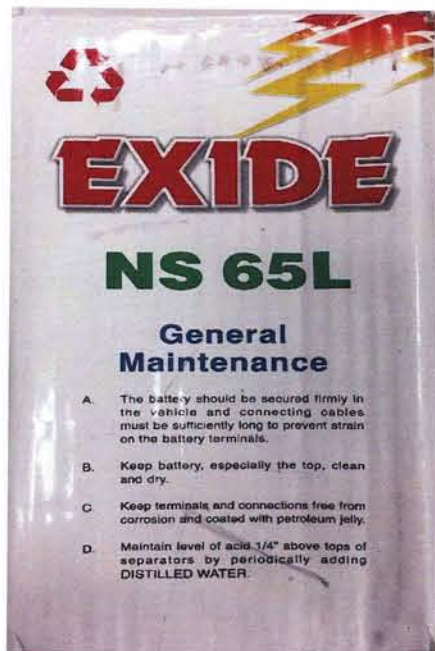 EXIDE
NS 65L
General
Maintenance
A. The battery should be secured firmly in
the vehicle and connecting cables
must be sufficiently long to prevent strain
on the battery terminals.
B. Keep battery, especially the top, clean
and dry.
C. Keep terminals and connections free from
corrosion and coated with petroleum jelly.
D. Maintain level of acid 1/4" above tops of
separators by periodically adding
DISTILLED WATER.